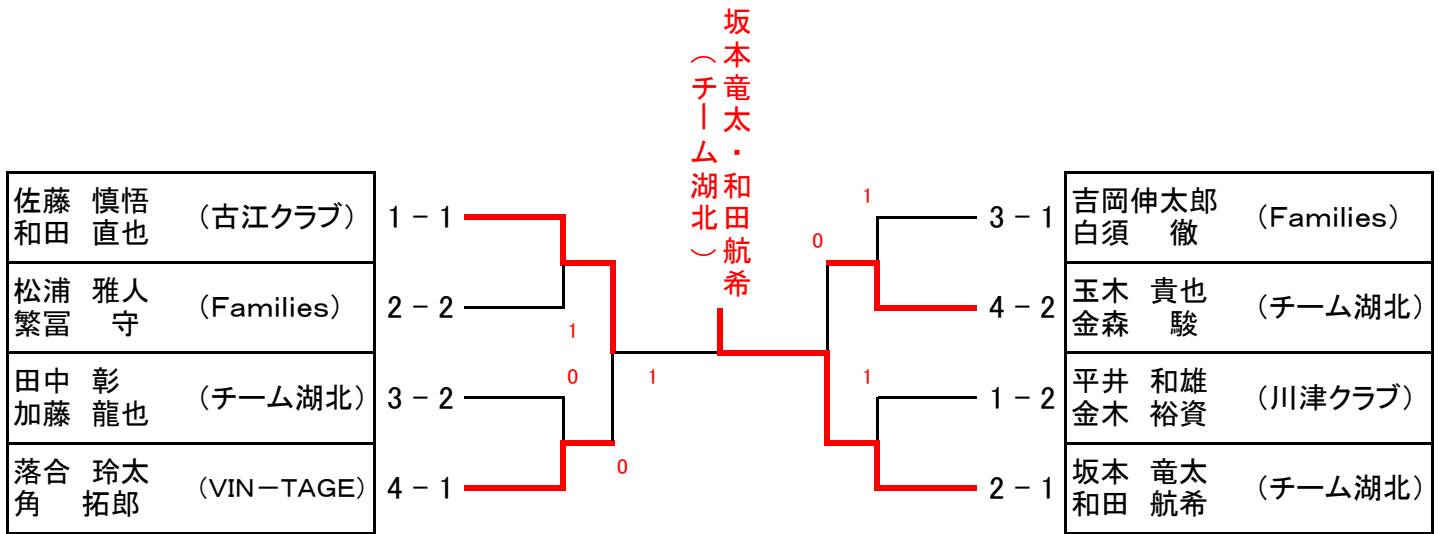 坂本竜太・和田航希
（チーム湖北）
佐藤 慎悟
和田 直也
（古江クラブ）
1－1
松浦 雅人
繁冨 守
（Families）
2－2
田中 彰
加藤 龍也
（チーム湖北）
3－2
落合 玲太
角 拓郎
（VIN－TAGE）
4－1
1
0
1
0
1
0
1
3－1
吉岡伸太郎
白須 徹
（Families）
4－2
玉木 貴也
金森 駿
（チーム湖北）
1－2
平井 和雄
金木 裕資
（川津クラブ）
2－1
坂本 竜太
和田 航希
（チーム湖北）